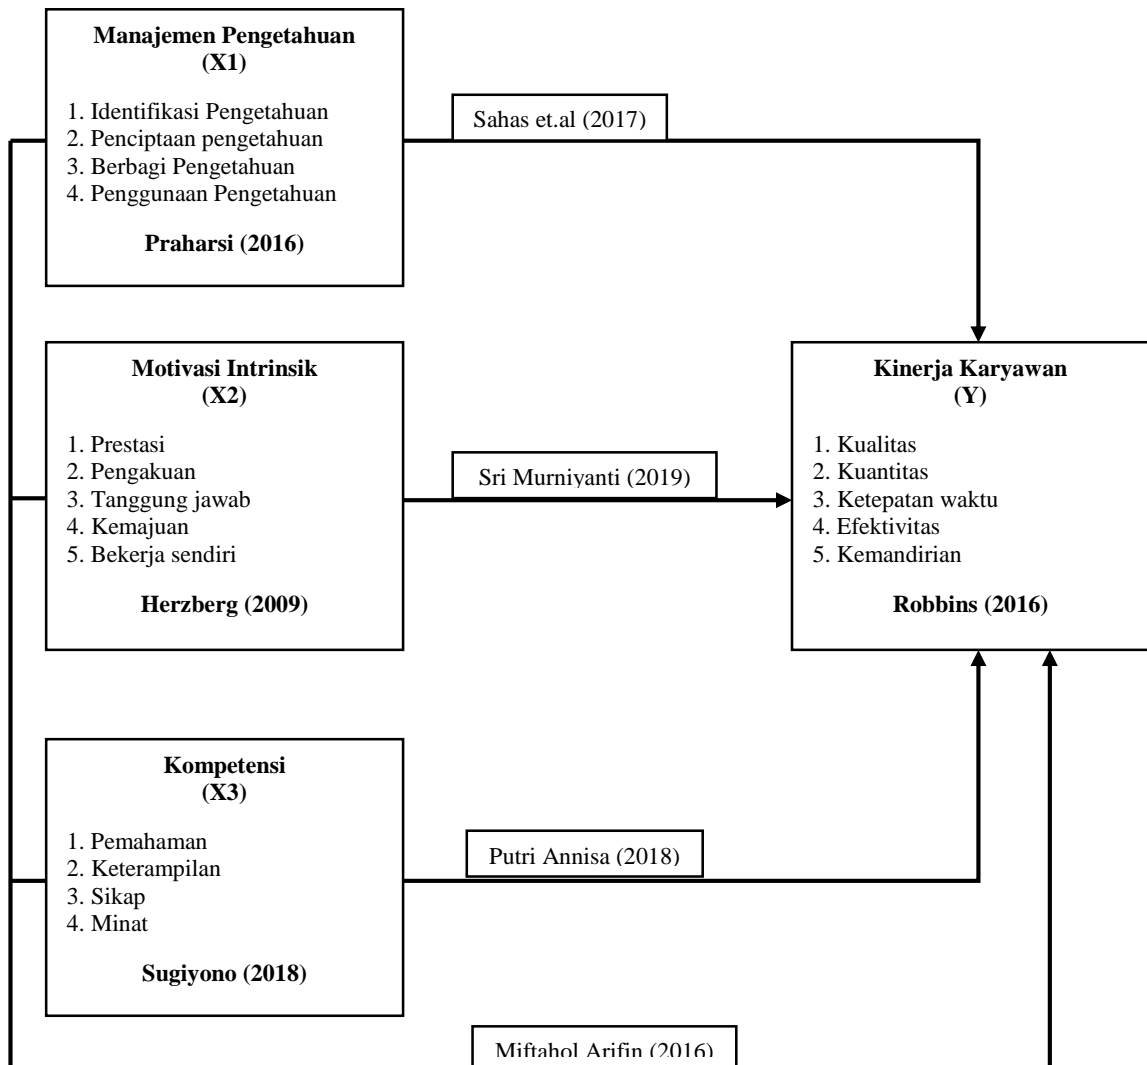 Manajemen Pengetahuan
(X1)
1. Identifikasi Pengetahuan
2. Penciptaan pengetahuan
3. Berbagi Pengetahuan
4. Penggunaan Pengetahuan
Praharsi (2016)
Sahas et.al (2017)
Motivasi Intrinsik
(X2)
1. Prestasi
2. Pengakuan
3. Tanggung jawab
4. Kemajuan
5. Bekerja sendiri
Herzberg (2009)
Sri Murniyanti (2019)
Kinerja Karyawan
(Y)
1. Kualitas
2. Kuantitas
3. Ketepatan waktu
4. Efektivitas
5. Kemandirian
Robbins (2016)
Kompetensi
(X3)
1. Pemahaman
2. Keterampilan
3. Sikap
4. Minat
Sugiyono (2018)
Putri Annisa (2018)
Miftahol Arifin (2016)